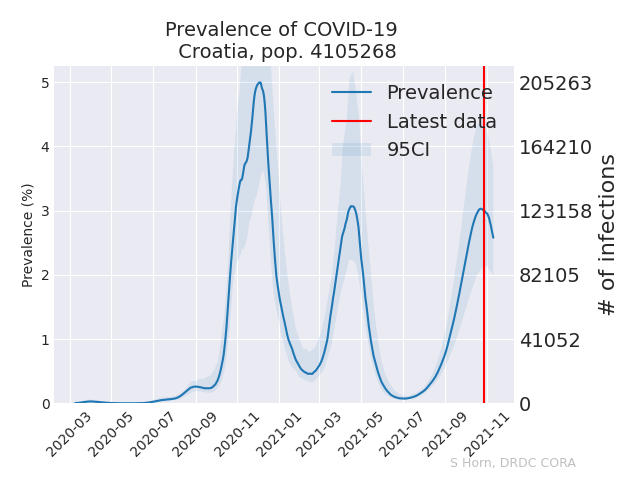 Prevalence of COVID-19
Croatia, pop. 4105268
Prevalence
Latest data
95CI
Prevalence (%)
5
4
3
2
1
0
205263
164210
123158
82105
41052
0
# of infections
2020-03
2020-05
2020-07
2020-09
2020-11
2021-01
2021-03
2021-05
2021-07
2021-09
2021-11
S Horn, DRDC CORA